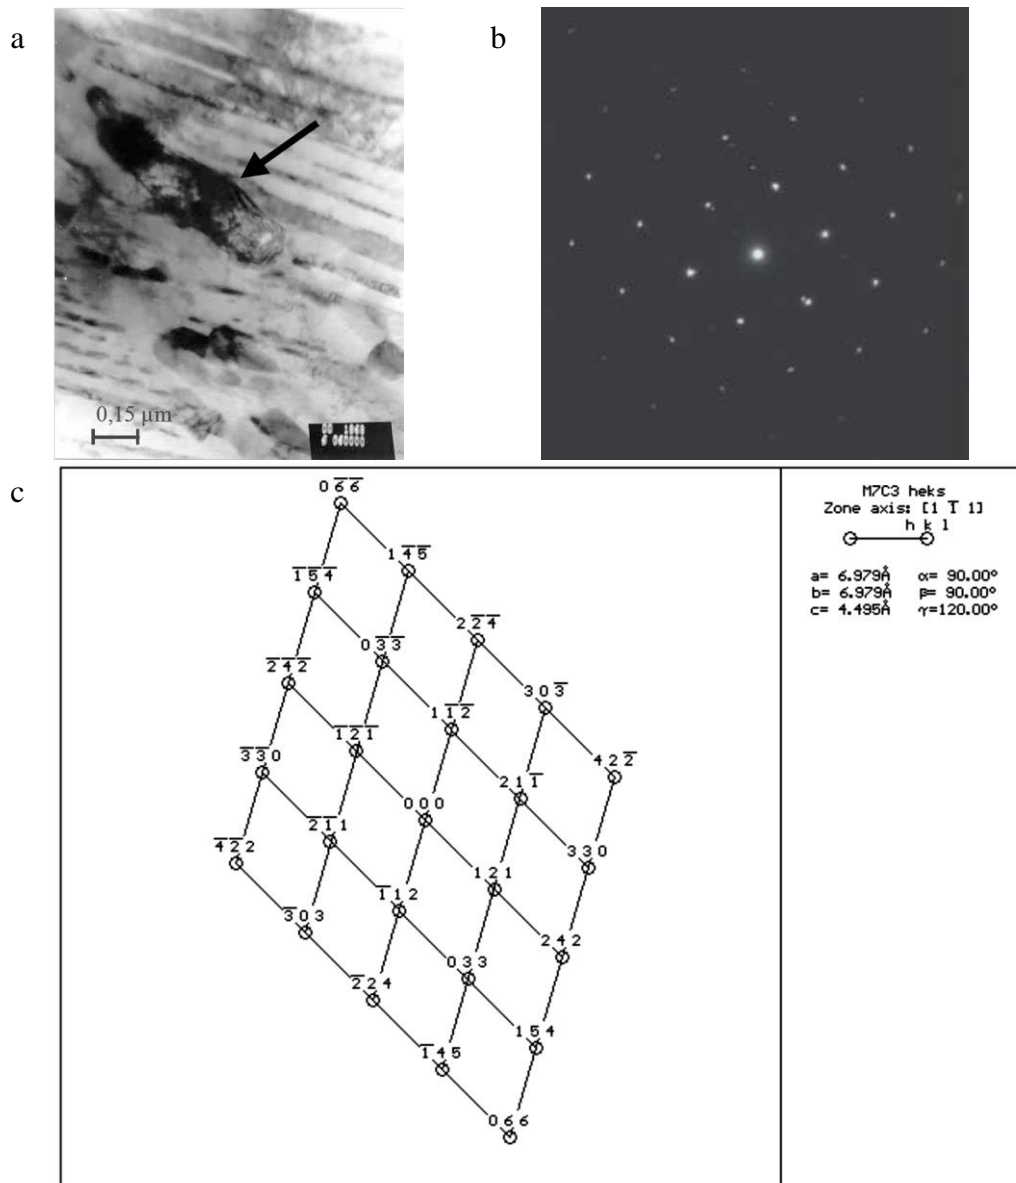 a
b
0,15 µm
c
0 6̅ 6̅
1 4̅ 5̅
1̅ 5̅ 4̅
2 2̅ 4̅
0 3̅ 3̅
2̅ 4̅ 2̅
3 0 3̅
1 1̅ 2̅
1̅ 2̅ 1̅
4 2 2̅
3̅ 3̅ 0
2 1 1̅
0 0 0
2̅ 1̅ 1
3 3 0
4̅ 2̅ 2
1 2 1
1̅ 1 2
3̅ 0 3
2 4 2
0 3 3
2̅ 2 4
1 5 4
1̅ 4 5
0 6 6
M7C3 heks
Zone axis: [1 1̅ 1]
h k l
a= 6.979Å α= 90.00°
b= 6.979Å β= 90.00°
c= 4.495Å γ=120.00°